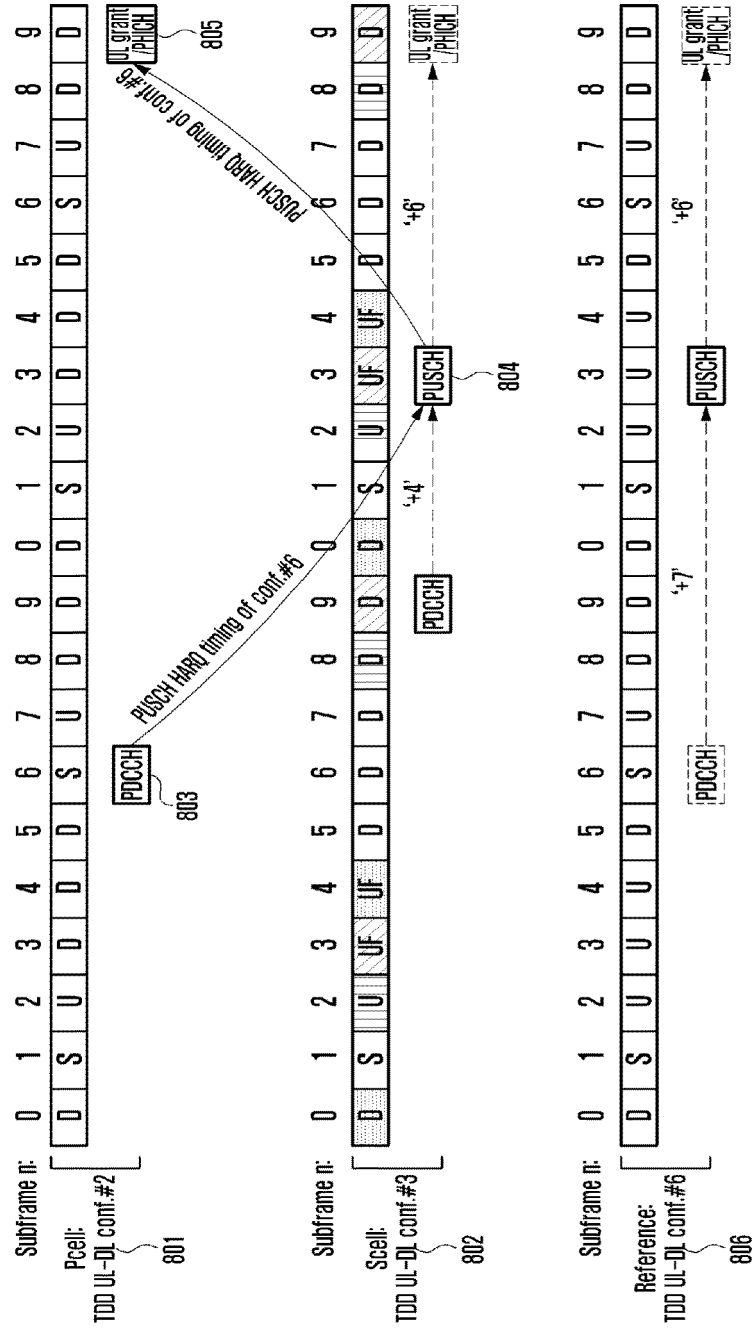 Subframe n: 0 1 2 3 4 5 6 7 8 9 0 1 2 3 4 5 6 7 8 9
Pcell:
TDD UL-DL conf.#2
D S U D D D S U D D D S U D D D S U D D
801
PDCCH
803
UL grant
/PHICH
805
PUSCH HARQ timing of conf.#6
PUSCH HARQ timing of conf.#6
Subframe n: 0 1 2 3 4 5 6 7 8 9 0 1 2 3 4 5 6 7 8 9
Scell:
TDD UL-DL conf.#3
D S U UF UF D D D D D D S U UF UF D D D D D
802
PDCCH
'+4'
PUSCH
804
'+6'
UL grant
/PHICH
Subframe n: 0 1 2 3 4 5 6 7 8 9 0 1 2 3 4 5 6 7 8 9
Reference:
TDD UL-DL conf.#6
D S U U U D S U D D D S U U U D S U D D
806
PDCCH
'+7'
PUSCH
'+6'
UL grant
/PHICH